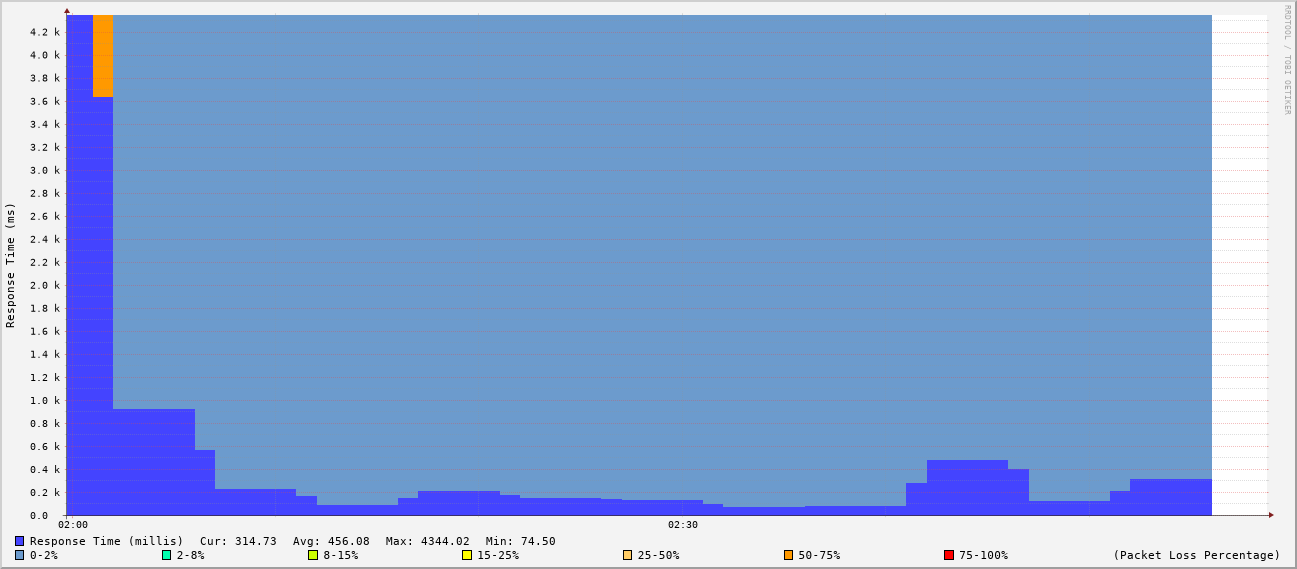 RRDTOOL / TOBI OETIKER
4.2 k
4.0 k
3.8 k
3.6 k
3.4 k
3.2 k
3.0 k
2.8 k
2.6 k
2.4 k
2.2 k
2.0 k
1.8 k
1.6 k
1.4 k
1.2 k
1.0 k
0.8 k
0.6 k
0.4 k
0.2 k
0.0
Response Time (ms)
02:00 02:30
Response Time (millis) Cur: 314.73 Avg: 456.08 Max: 4344.02 Min: 74.50
0-2% 2-8% 8-15% 15-25% 25-50% 50-75% 75-100% (Packet Loss Percentage)